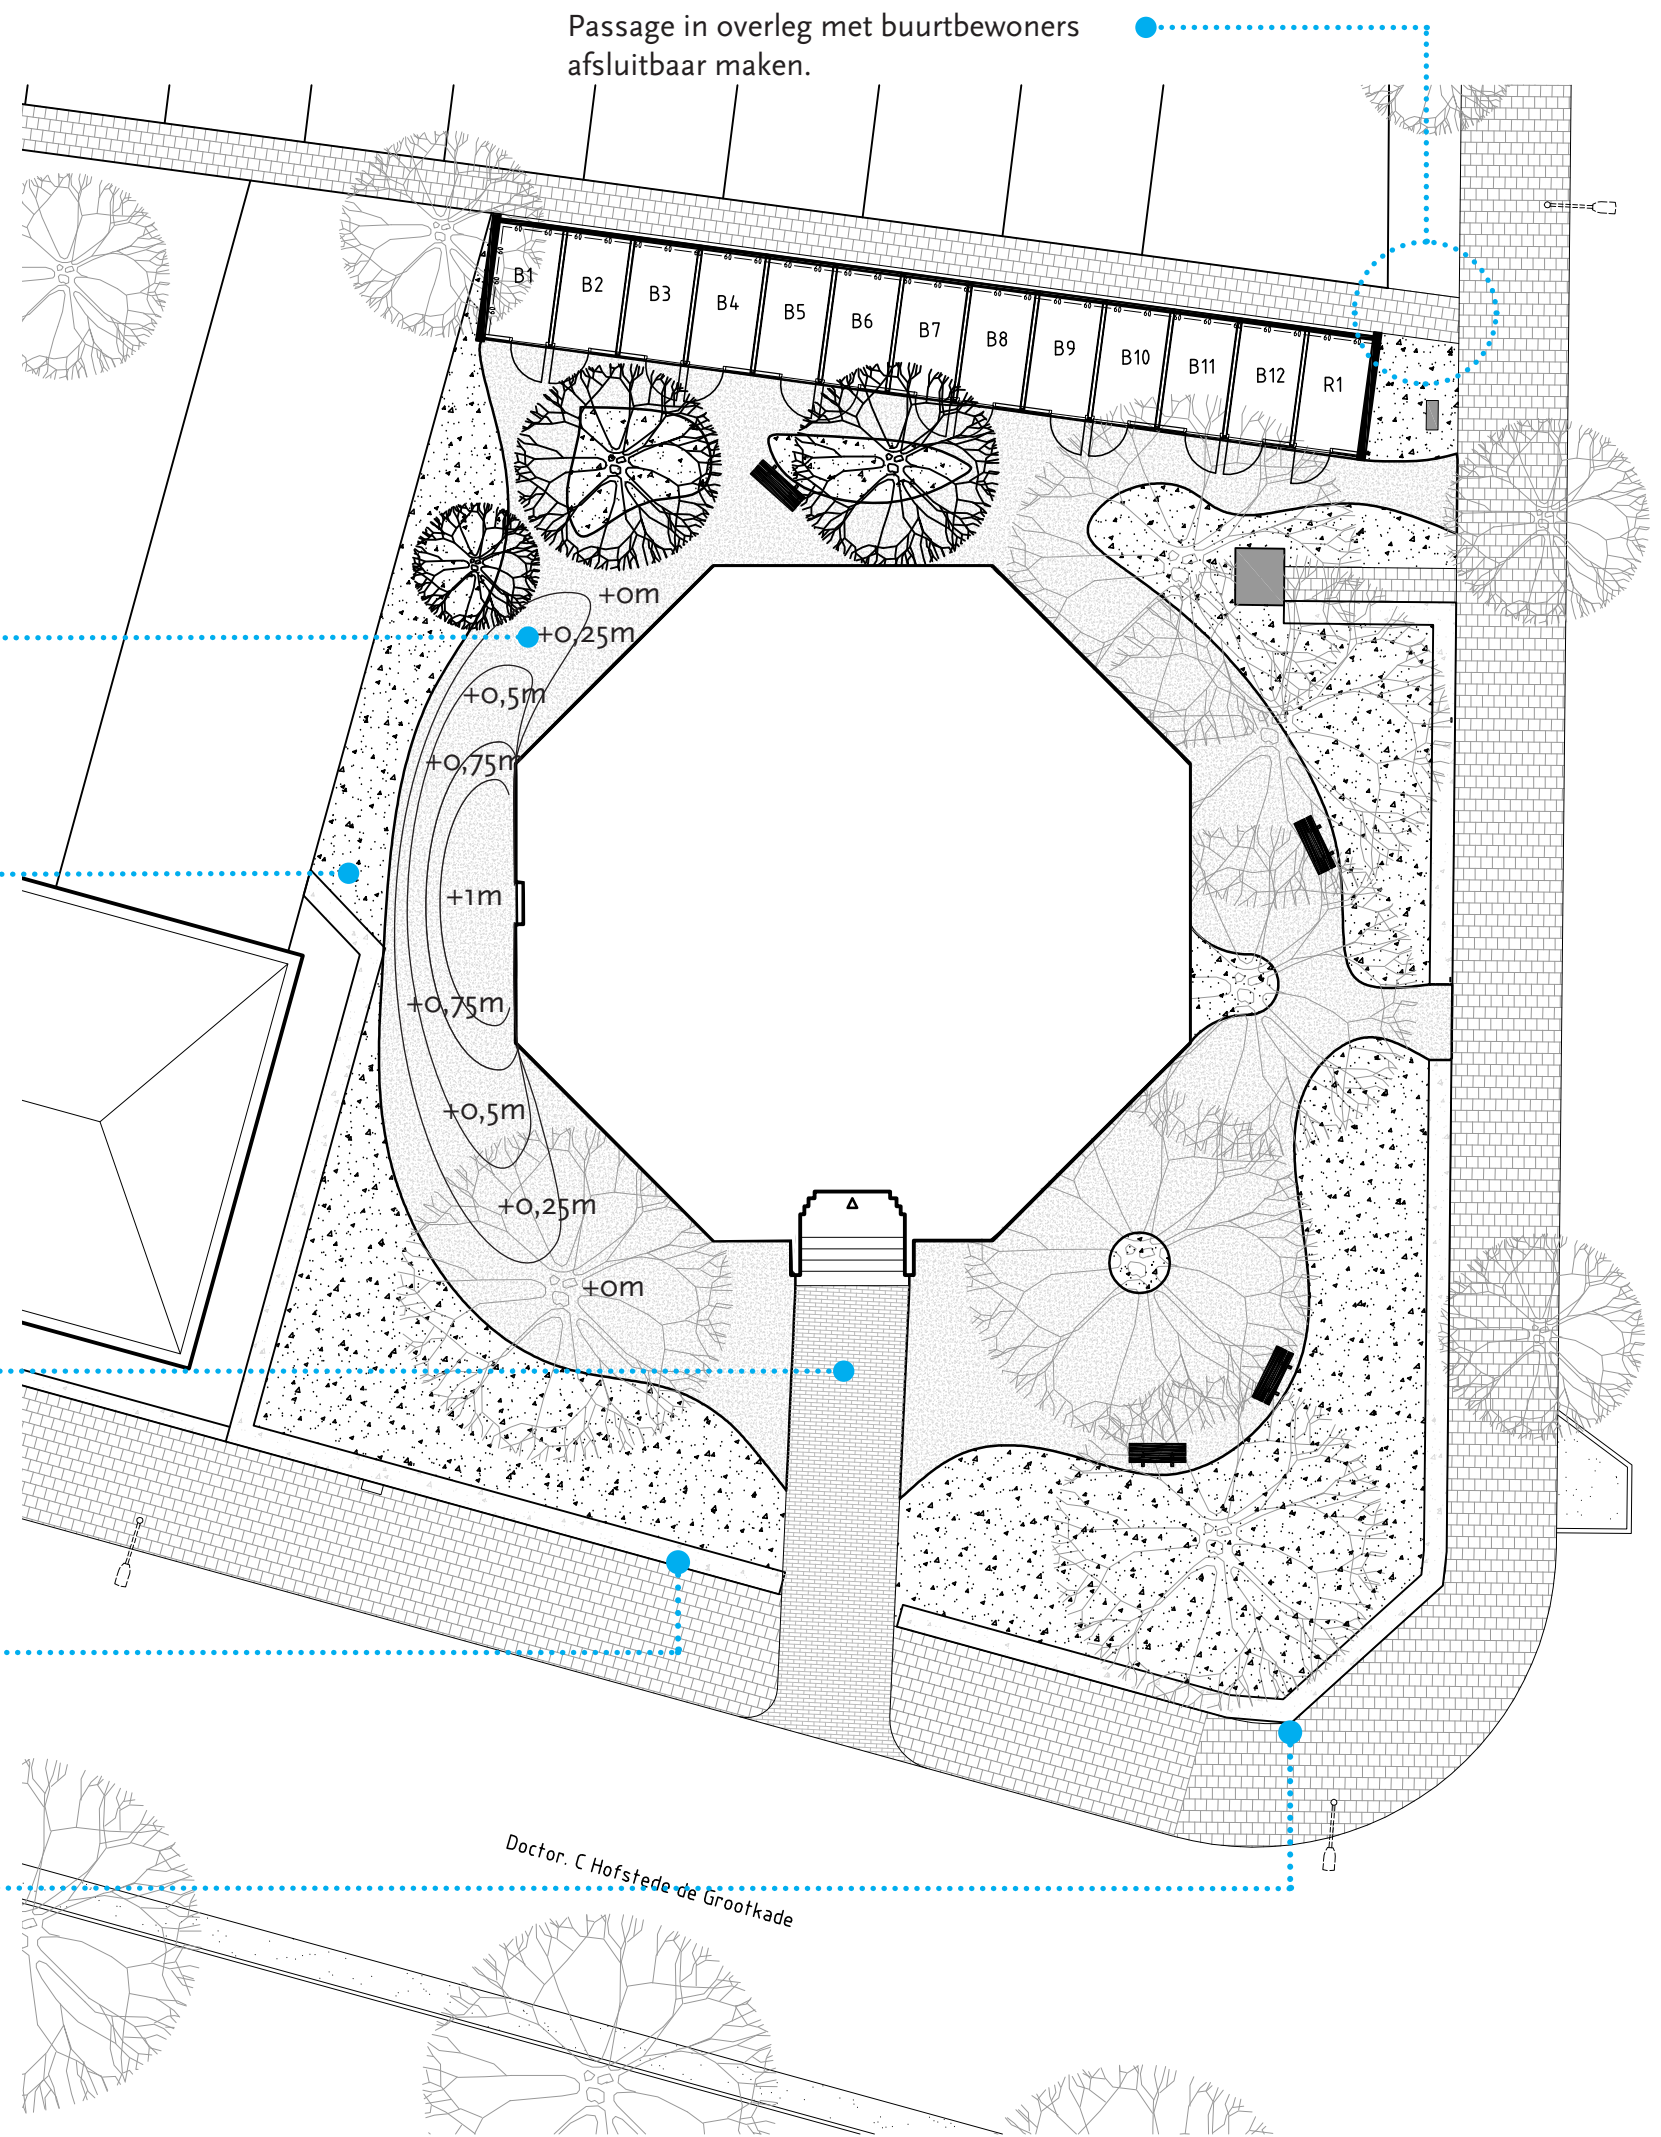 Passage in overleg met buurtbewoners
afsluitbaar maken.
B1
B2
B3
B4
B5
B6
B7
B8
B9
B10
B11
B12
R1
+0m
+0,25m
+0,5m
+0,75m
+1m
+0,75m
+0,5m
+0,25m
+0m
Doctor. C Hofstede de Grootkade